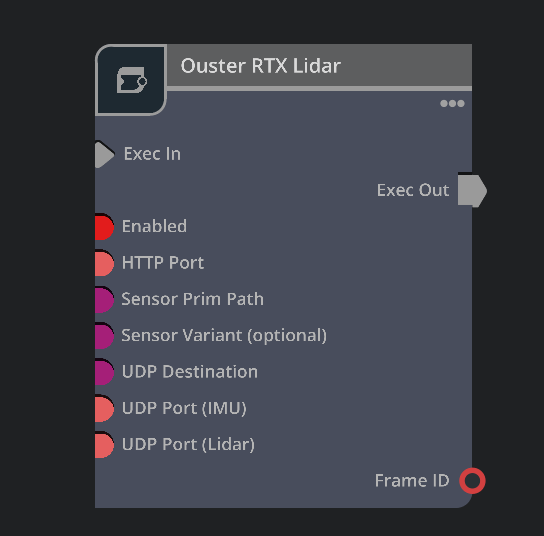 Ouster RTX Lidar
Exec In
Exec Out
Enabled
HTTP Port
Sensor Prim Path
Sensor Variant (optional)
UDP Destination
UDP Port (IMU)
UDP Port (Lidar)
Frame ID